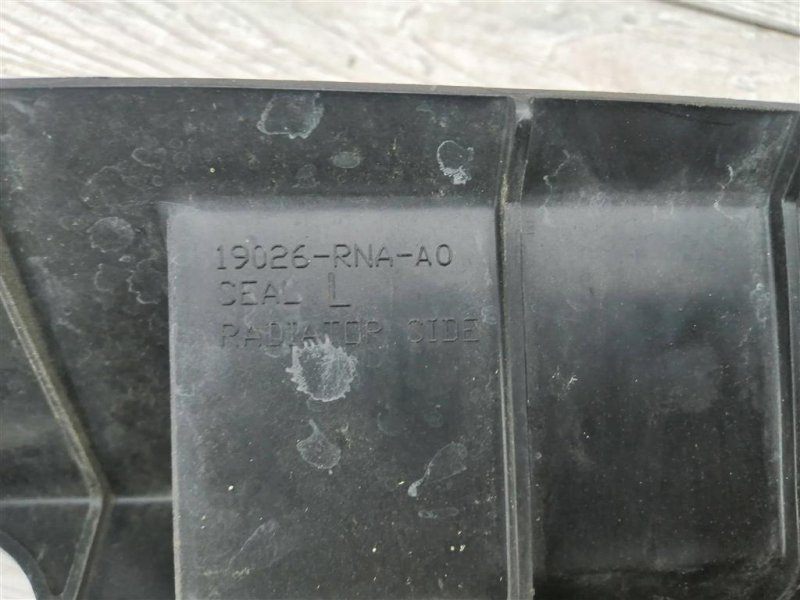 19026-RNA-A0
SEAL L
RADIATOR SIDE